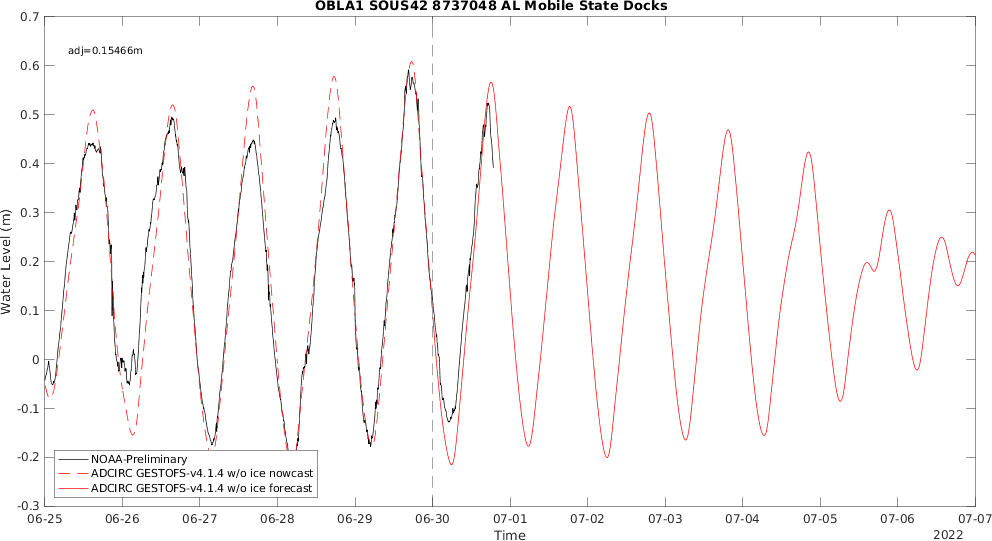 OBLA1 SOUS42 8737048 AL Mobile State Docks
adj=0.15466m
Water Level (m)
0.7
0.6
0.5
0.4
0.3
0.2
0.1
0
-0.1
-0.2
-0.3
NOAA-Preliminary
ADCIRC GESTOFS-v4.1.4 w/o ice nowcast
ADCIRC GESTOFS-v4.1.4 w/o ice forecast
06-25 06-26 06-27 06-28 06-29 06-30 07-01 07-02 07-03 07-04 07-05 07-06 07-07
Time
2022